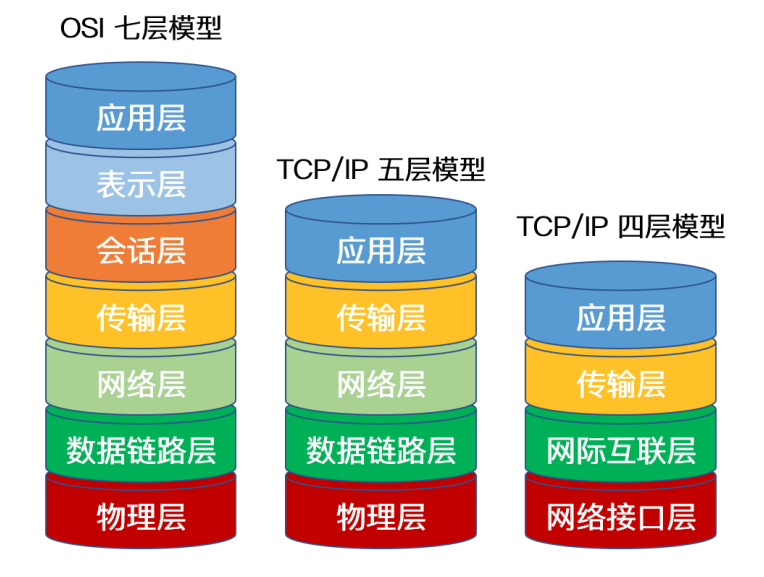 OSI 七层模型
应用层
表示层
会话层
传输层
网络层
数据链路层
物理层
TCP/IP 五层模型
应用层
传输层
网络层
数据链路层
物理层
TCP/IP 四层模型
应用层
传输层
网际互联层
网络接口层